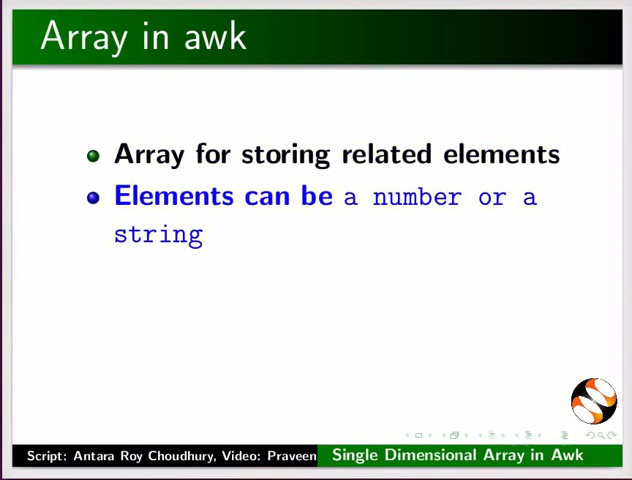 Array in awk
Array for storing related elements
Elements can be a number or a
string
Script: Antara Roy Choudhury, Video: Praveen
Single Dimensional Array in Awk